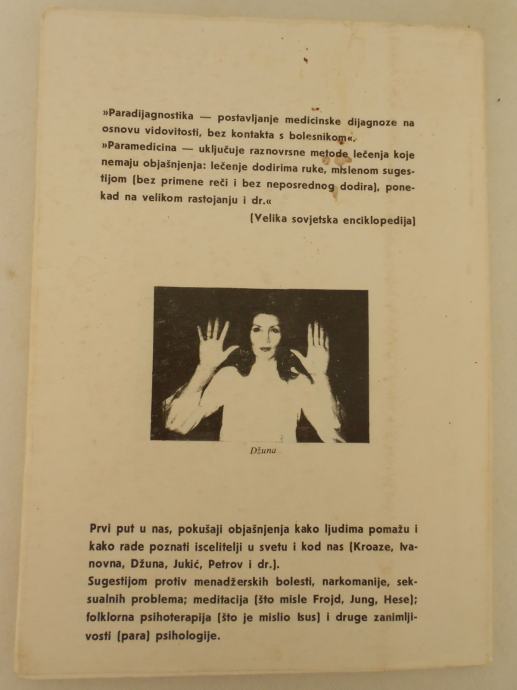 »Paradijagnostika — postavljanje medicinske dijagnoze na
osnovu vidovitosti, bez kontakta s bolesnikom«.
»Paramedicina — uključuje raznovrsne metode lečenja koje
nemaju objašnjenja: lečenje dodirima ruke, mislenom suges-
tijom (bez primene reči i bez neposrednog dodira), pone-
kad na velikom rastojanju i dr.«
(Velika sovjetska enciklopedija)
Džuna
Prvi put u nas, pokušaji objašnjenja kako ljudima pomažu i
kako rade poznati iscelitelji u svetu i kod nas (Kroaze, Iva-
novna, Džuna, Jukić, Petrov i dr.).
Sugestijom protiv menadžerskih bolesti, narkomanije, sek-
sualnih problema; meditacija (što misle Frojd, Jung, Hese);
folklorna psihoterapija (što je mislio Isus) i druge zanimlji-
vosti (para) psihologije.